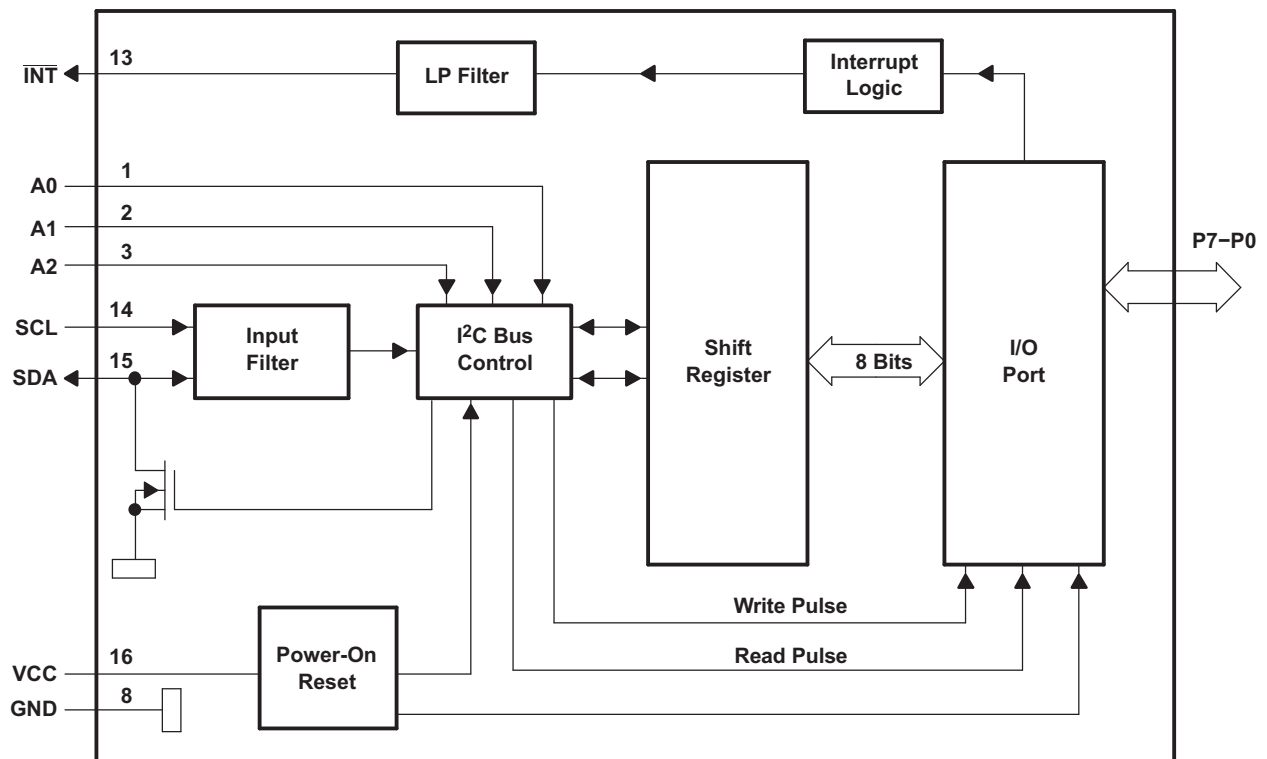 13
INT
LP Filter
Interrupt
Logic
1
A0
2
A1
3
A2
P7−P0
14
SCL
15
SDA
Input
Filter
I²C Bus
Control
Shift
Register
8 Bits
I/O
Port
Write Pulse
Read Pulse
16
VCC
8
GND
Power-On
Reset